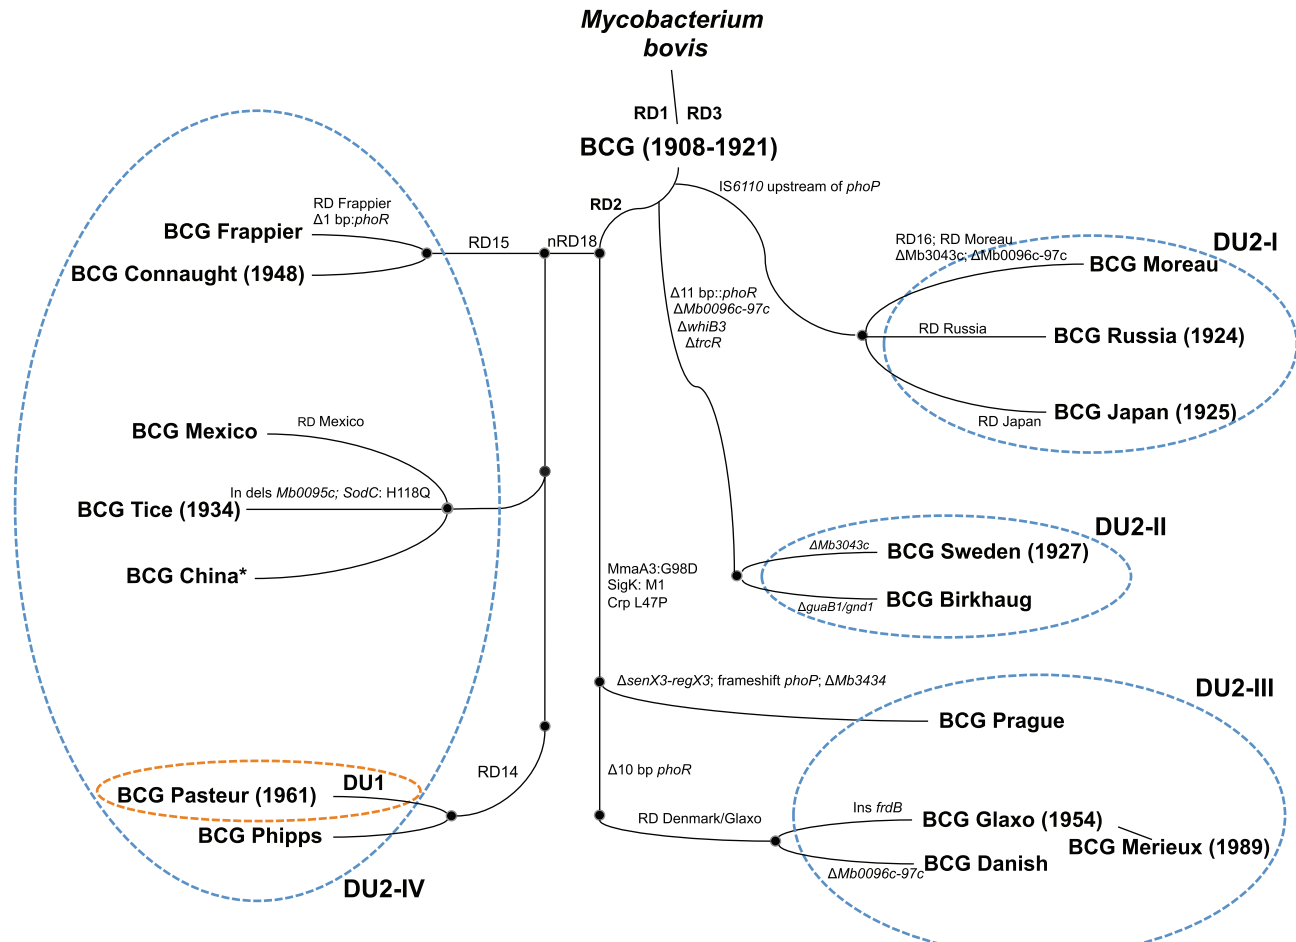 Mycobacterium
bovis
RD1 RD3
BCG (1908-1921)
IS6110 upstream of phoP
RD2
RD Frappier
Δ1 bp:phoR
BCG Frappier
RD15
nRD18
BCG Connaught (1948)
RD16; RD Moreau
ΔMb3043c; ΔMb0096c-97c
DU2-I
BCG Moreau
Δ11 bp::phoR
ΔMb0096c-97c
ΔwhiB3
ΔtrcR
RD Russia
BCG Russia (1924)
BCG Japan (1925)
RD Japan
BCG Mexico
RD Mexico
In dels Mb0095c; SodC: H118Q
BCG Tice (1934)
BCG China*
DU2-II
ΔMb3043c
BCG Sweden (1927)
BCG Birkhaug
ΔguaB1/gnd1
MmaA3:G98D
SigK: M1
Crp L47P
ΔsenX3-regX3; frameshift phoP; ΔMb3434
DU2-III
BCG Prague
Δ10 bp phoR
RD14
DU1
BCG Pasteur (1961)
BCG Phipps
DU2-IV
RD Denmark/Glaxo
Ins frdB
BCG Glaxo (1954)
BCG Merieux (1989)
BCG Danish
ΔMb0096c-97c